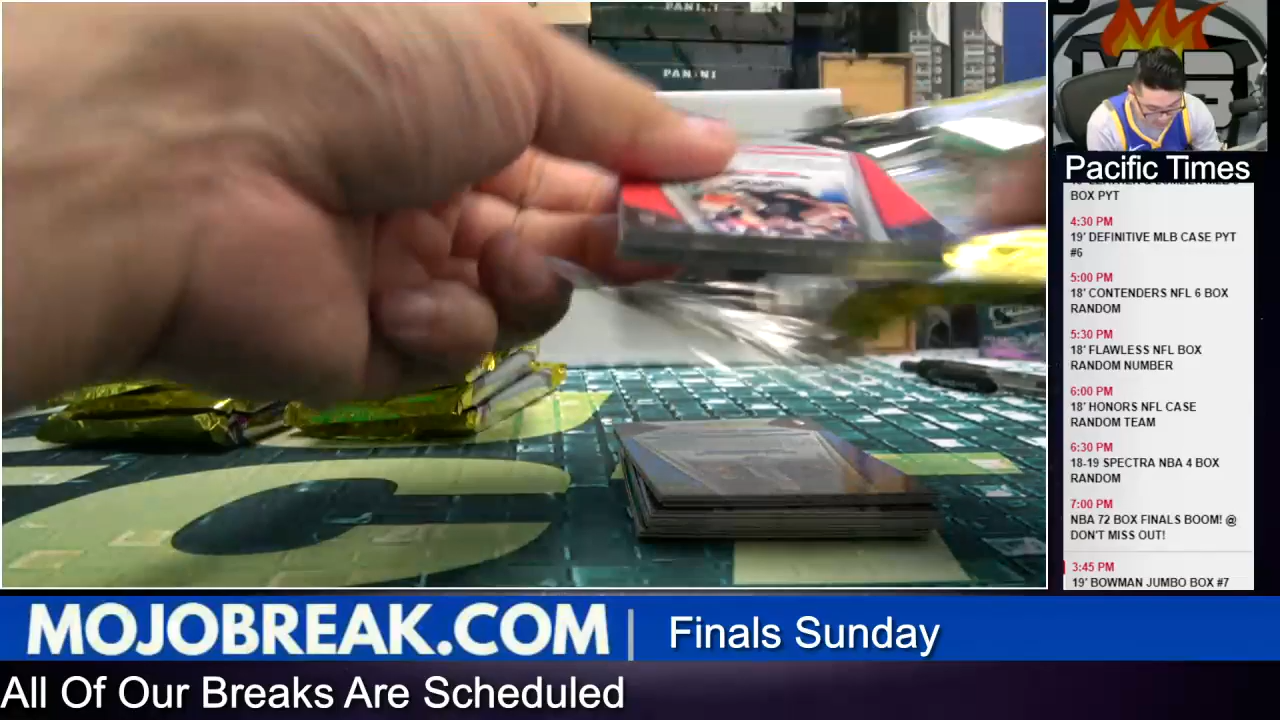 PANINI
PANINI
Pacific Times
BOX PYT
4:30 PM
19' DEFINITIVE MLB CASE PYT
#6
5:00 PM
18' CONTENDERS NFL 6 BOX
RANDOM
5:30 PM
18' FLAWLESS NFL BOX
RANDOM NUMBER
6:00 PM
18' HONORS NFL CASE
RANDOM TEAM
6:30 PM
18-19 SPECTRA NBA 4 BOX
RANDOM
7:00 PM
NBA 72 BOX FINALS BOOM! @
DON'T MISS OUT!
3:45 PM
19' BOWMAN JUMBO BOX #7
MOJOBREAK.COM | Finals Sunday
All Of Our Breaks Are Scheduled